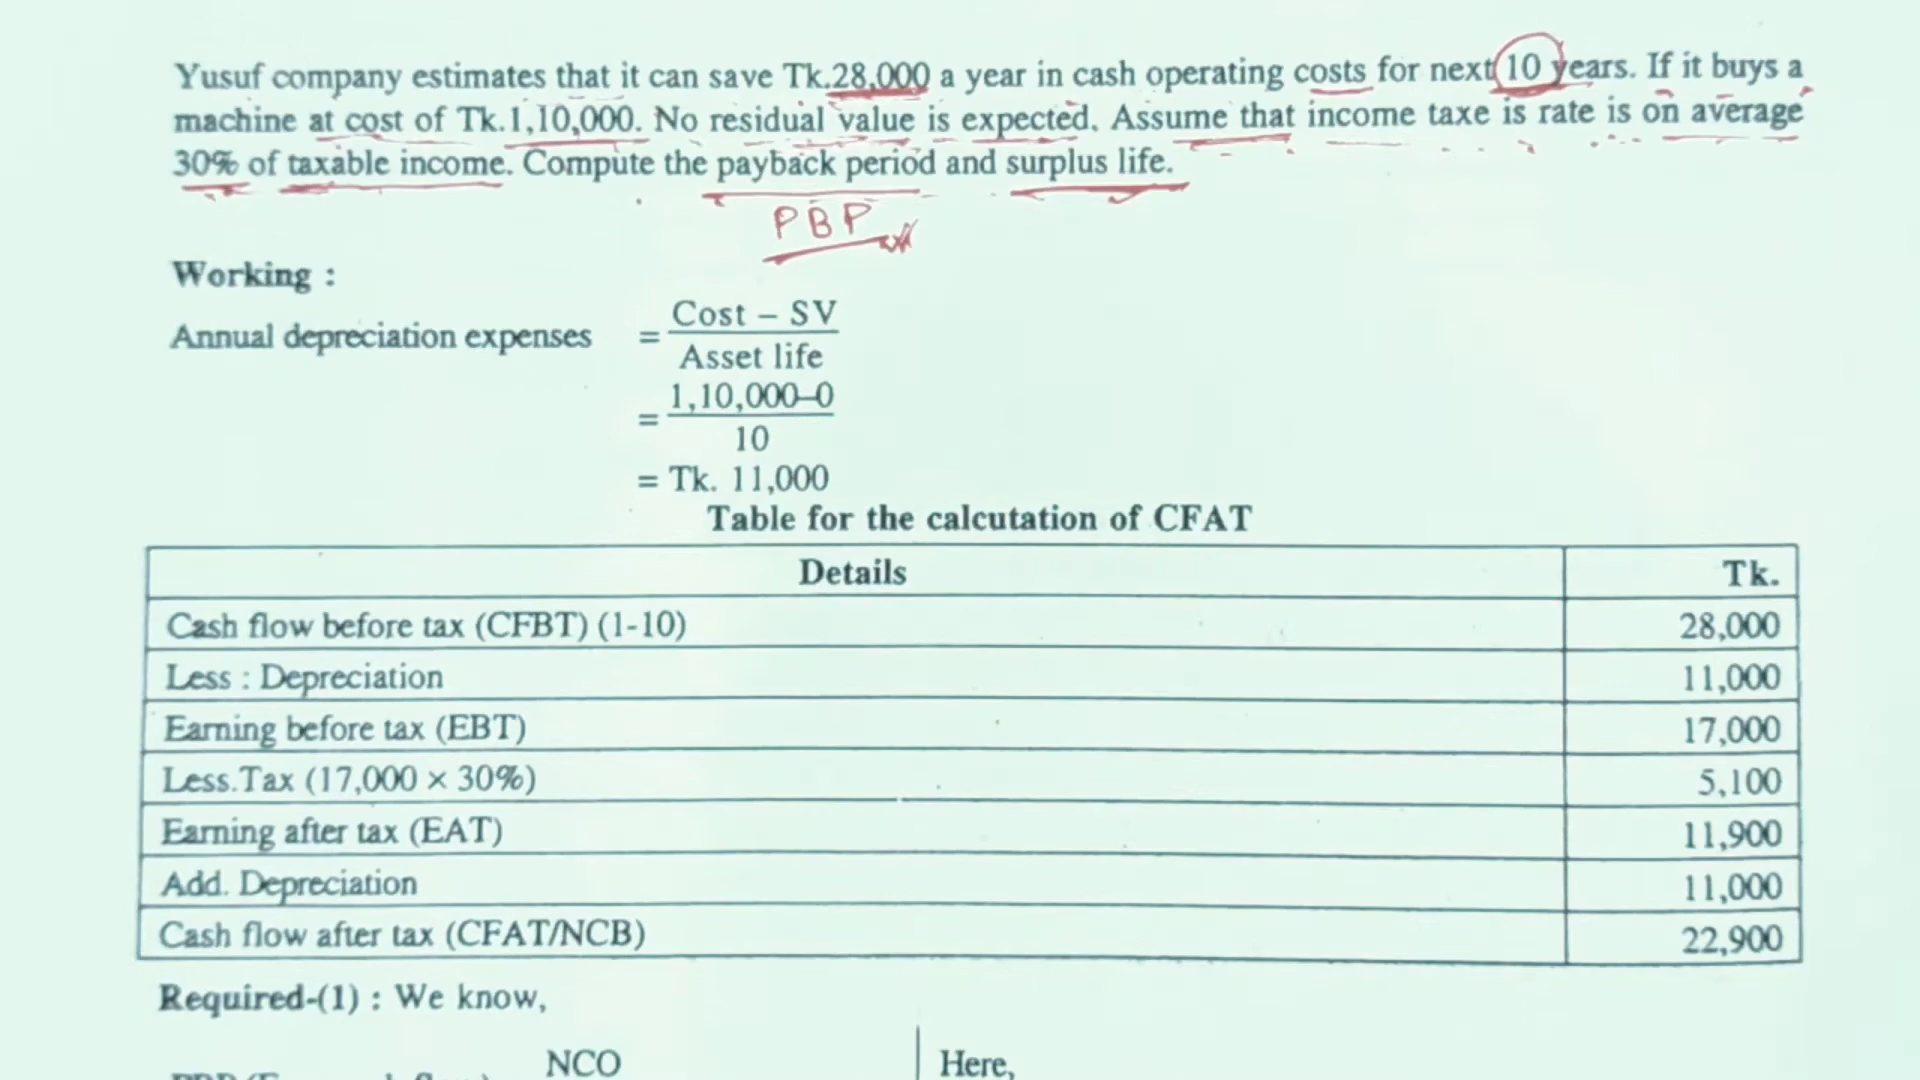 Yusuf company estimates that it can save Tk.28,000 a year in cash operating costs for next 10 years. If it buys a
machine at cost of Tk.1,10,000. No residual value is expected. Assume that income taxe is rate is on average
30% of taxable income. Compute the payback period and surplus life.
PBP
Working :
Annual depreciation expenses = Cost – SV
Asset life
= 1,10,000–0
10
= Tk. 11,000
Table for the calcutation of CFAT
Details Tk.
Cash flow before tax (CFBT) (1-10) 28,000
Less : Depreciation 11,000
Earning before tax (EBT) 17,000
Less.Tax (17,000 × 30%) 5,100
Earning after tax (EAT) 11,900
Add. Depreciation 11,000
Cash flow after tax (CFAT/NCB) 22,900
Required-(1) : We know,
NCO Here,